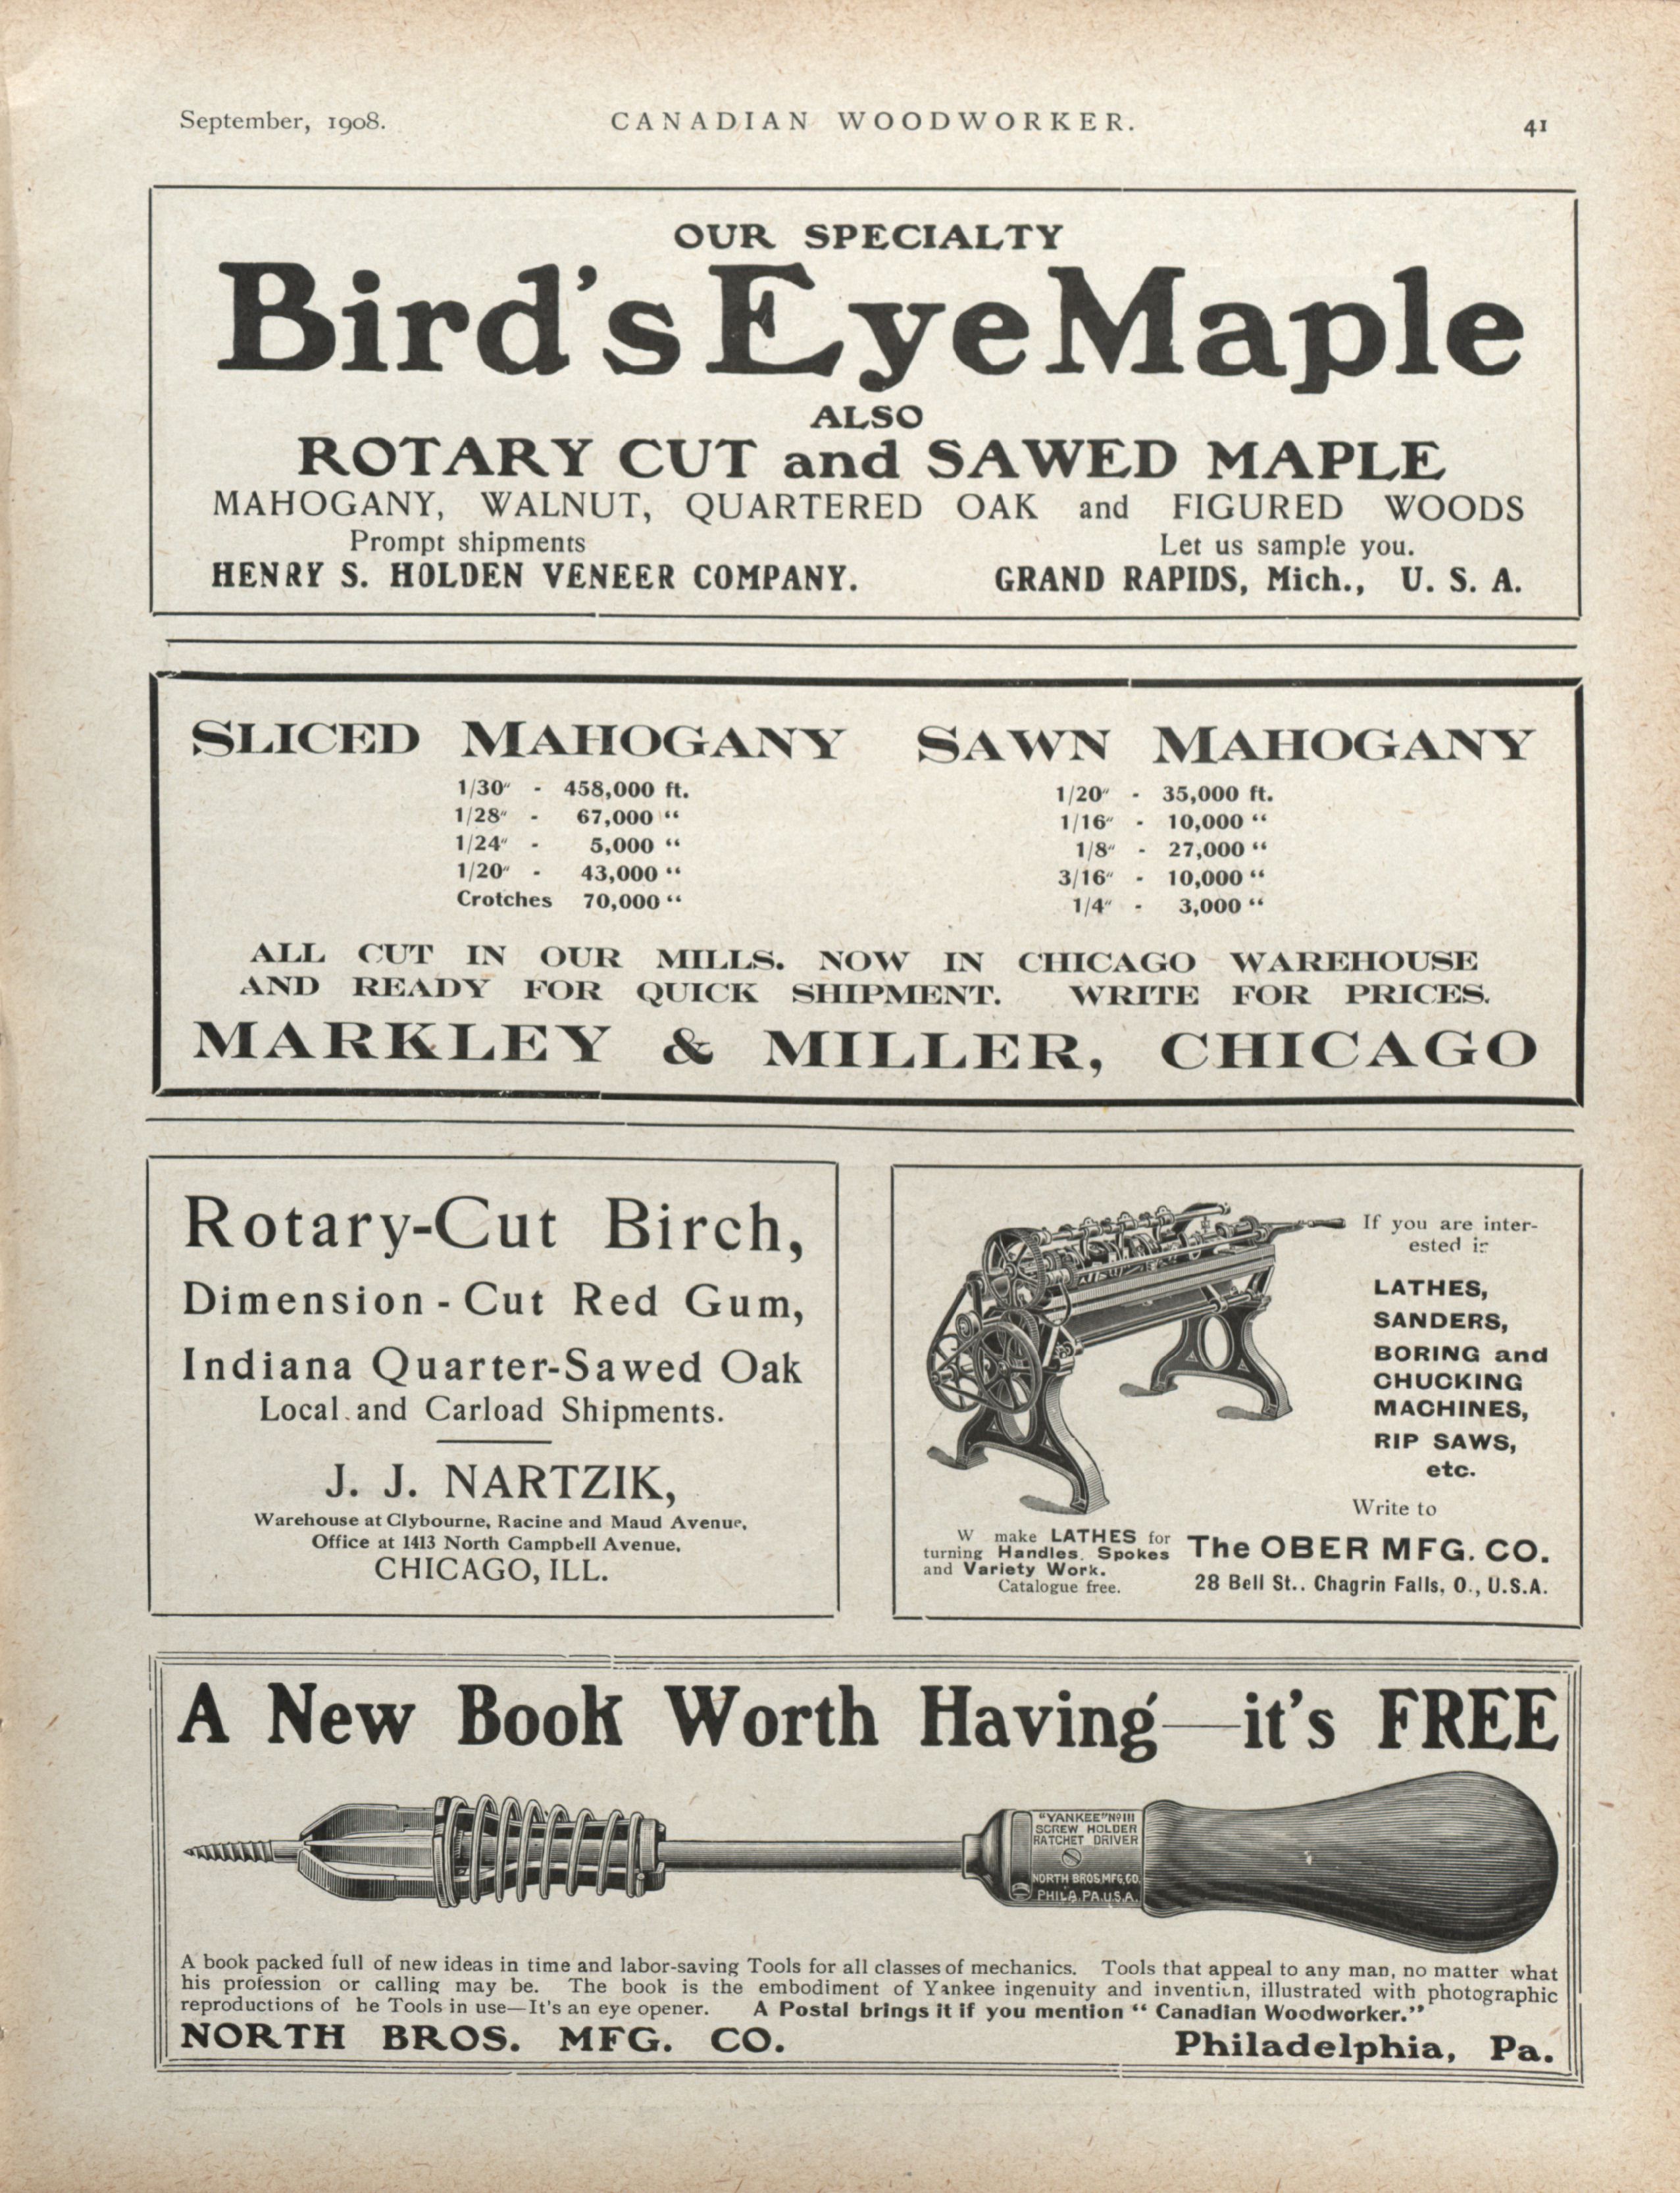 September, 1908.
CANADIAN WOODWORKER.
41
OUR SPECIALTY
Bird's Eye Maple
ALSO
ROTARY CUT and SAWED MAPLE
MAHOGANY, WALNUT, QUARTERED OAK and FIGURED WOODS
Prompt shipments
Let us sample you.
HENRY S. HOLDEN VENEER COMPANY.
GRAND RAPIDS, Mich., U. S. A.
SLICED MAHOGANY
1/30" - 458,000 ft.
1/28" - 67,000 "
1/24" - 5,000 "
1/20" - 43,000 "
Crotches 70,000 "
SAWN MAHOGANY
1/20" - 35,000 ft.
1/16" - 10,000 "
1/8" - 27,000 "
3/16" - 10,000 "
1/4" - 3,000 "
ALL CUT IN OUR MILLS. NOW IN CHICAGO WAREHOUSE
AND READY FOR QUICK SHIPMENT. WRITE FOR PRICES.
MARKLEY & MILLER, CHICAGO
Rotary-Cut Birch,
Dimension - Cut Red Gum,
Indiana Quarter-Sawed Oak
Local and Carload Shipments.
J. J. NARTZIK,
Warehouse at Clybourne, Racine and Maud Avenue,
Office at 1413 North Campbell Avenue,
CHICAGO, ILL.
If you are inter-
ested in
LATHES,
SANDERS,
BORING and
CHUCKING
MACHINES,
RIP SAWS,
etc.
Write to
The OBER MFG. CO.
28 Bell St., Chagrin Falls, O., U.S.A.
W make LATHES for
turning Handles, Spokes
and Variety Work.
Catalogue free.
A New Book Worth Having—it's FREE
"YANKEE" No 111
SCREW HOLDER
RATCHET DRIVER
NORTH BROS. MFG. CO.
PHILA. PA. U.S.A.
A book packed full of new ideas in time and labor-saving Tools for all classes of mechanics. Tools that appeal to any man, no matter what
his profession or calling may be. The book is the embodiment of Yankee ingenuity and invention, illustrated with photographic
reproductions of he Tools in use—It's an eye opener. A Postal brings it if you mention " Canadian Woodworker."
NORTH BROS. MFG. CO.
Philadelphia, Pa.